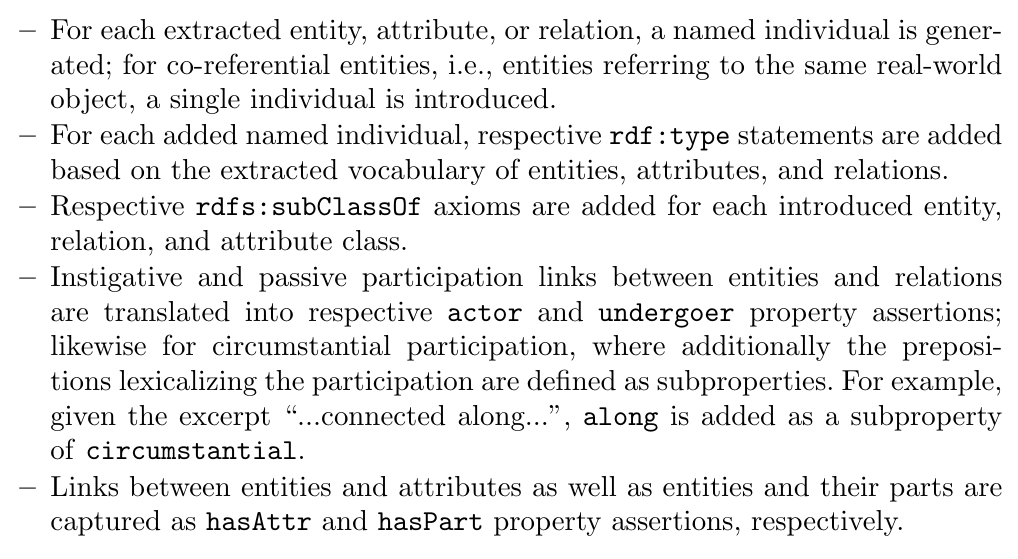 – For each extracted entity, attribute, or relation, a named individual is gener-
ated; for co-referential entities, i.e., entities referring to the same real-world
object, a single individual is introduced.
– For each added named individual, respective rdf:type statements are added
based on the extracted vocabulary of entities, attributes, and relations.
– Respective rdfs:subClassOf axioms are added for each introduced entity,
relation, and attribute class.
– Instigative and passive participation links between entities and relations
are translated into respective actor and undergoer property assertions;
likewise for circumstantial participation, where additionally the preposi-
tions lexicalizing the participation are defined as subproperties. For example,
given the excerpt “...connected along...”, along is added as a subproperty
of circumstantial.
– Links between entities and attributes as well as entities and their parts are
captured as hasAttr and hasPart property assertions, respectively.